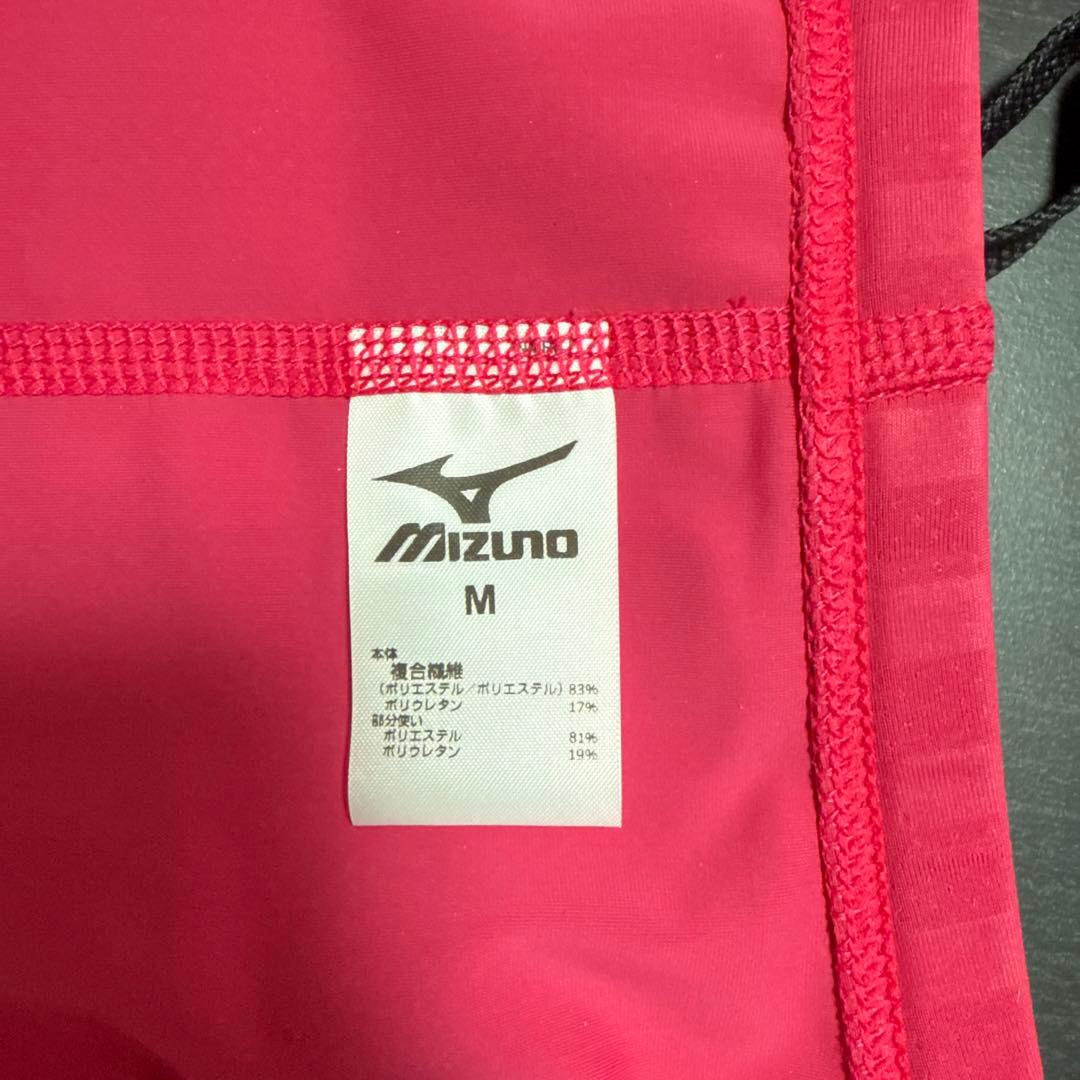 MIZUNO
M
本体
複合繊維
(ポリエステル/ポリエステル) 83%
ポリウレタン 17%
部分使い
ポリエステル 81%
ポリウレタン 19%